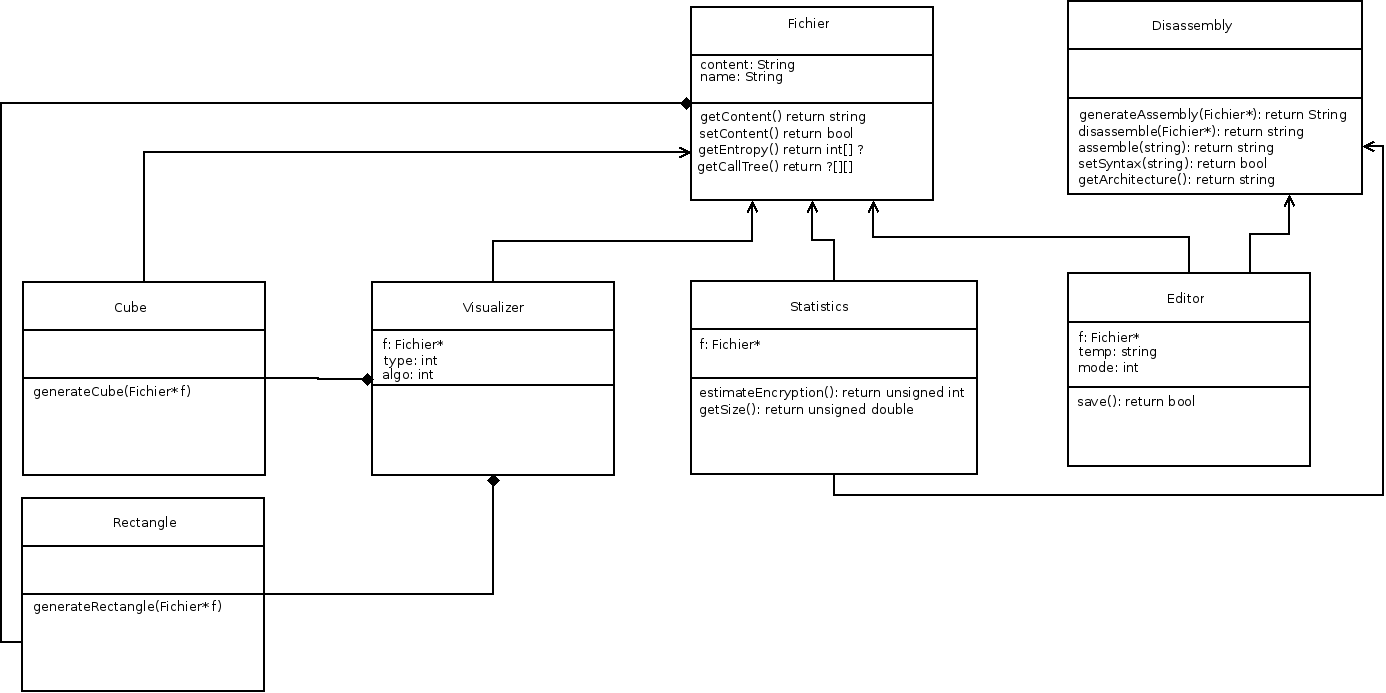 Fichier
content: String
name: String
getContent() return string
setContent() return bool
getEntropy() return int[] ?
getCallTree() return ?[][]
Disassembly
generateAssembly(Fichier*): return String
disassemble(Fichier*): return string
assemble(string): return string
setSyntax(string): return bool
getArchitecture(): return string
Cube
generateCube(Fichier* f)
Visualizer
f: Fichier*
type: int
algo: int
Statistics
f: Fichier*
estimateEncryption(): return unsigned int
getSize(): return unsigned double
Editor
f: Fichier*
temp: string
mode: int
save(): return bool
Rectangle
generateRectangle(Fichier* f)